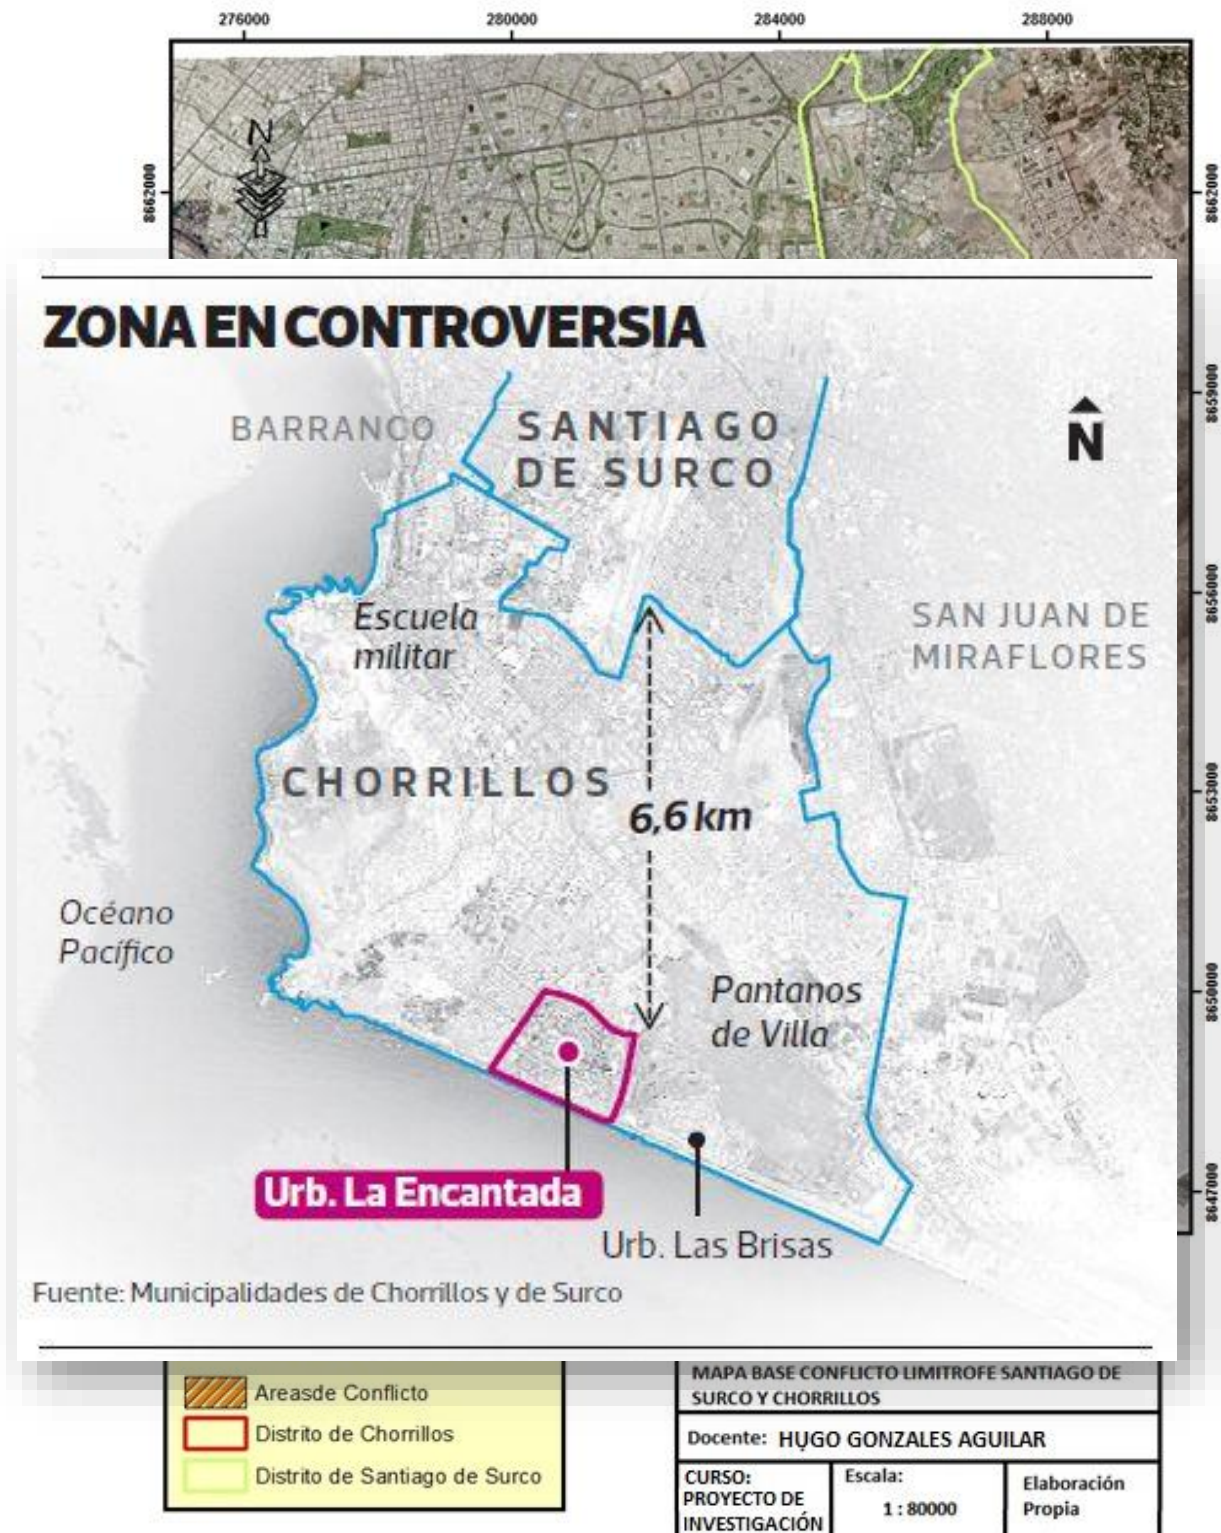 276000 280000 284000 288000
8662000 8662000
N
ZONA EN CONTROVERSIA
8659000
BARRANCO
SANTIAGO
DE SURCO
N
8656000
Escuela
militar
SAN JUAN DE
MIRAFLORES
CHORRILLOS
8653000
6,6 km
Océano
Pacífico
Pantanos
de Villa
8650000
Urb. La Encantada
8647000
Urb. Las Brisas
Fuente: Municipalidades de Chorrillos y de Surco
Areasde Conflicto
Distrito de Chorrillos
Distrito de Santiago de Surco
MAPA BASE CONFLICTO LIMITROFE SANTIAGO DE
SURCO Y CHORRILLOS
Docente: HUGO GONZALES AGUILAR
CURSO:
PROYECTO DE
INVESTIGACIÓN
Escala:
1 : 80000
Elaboración
Propia